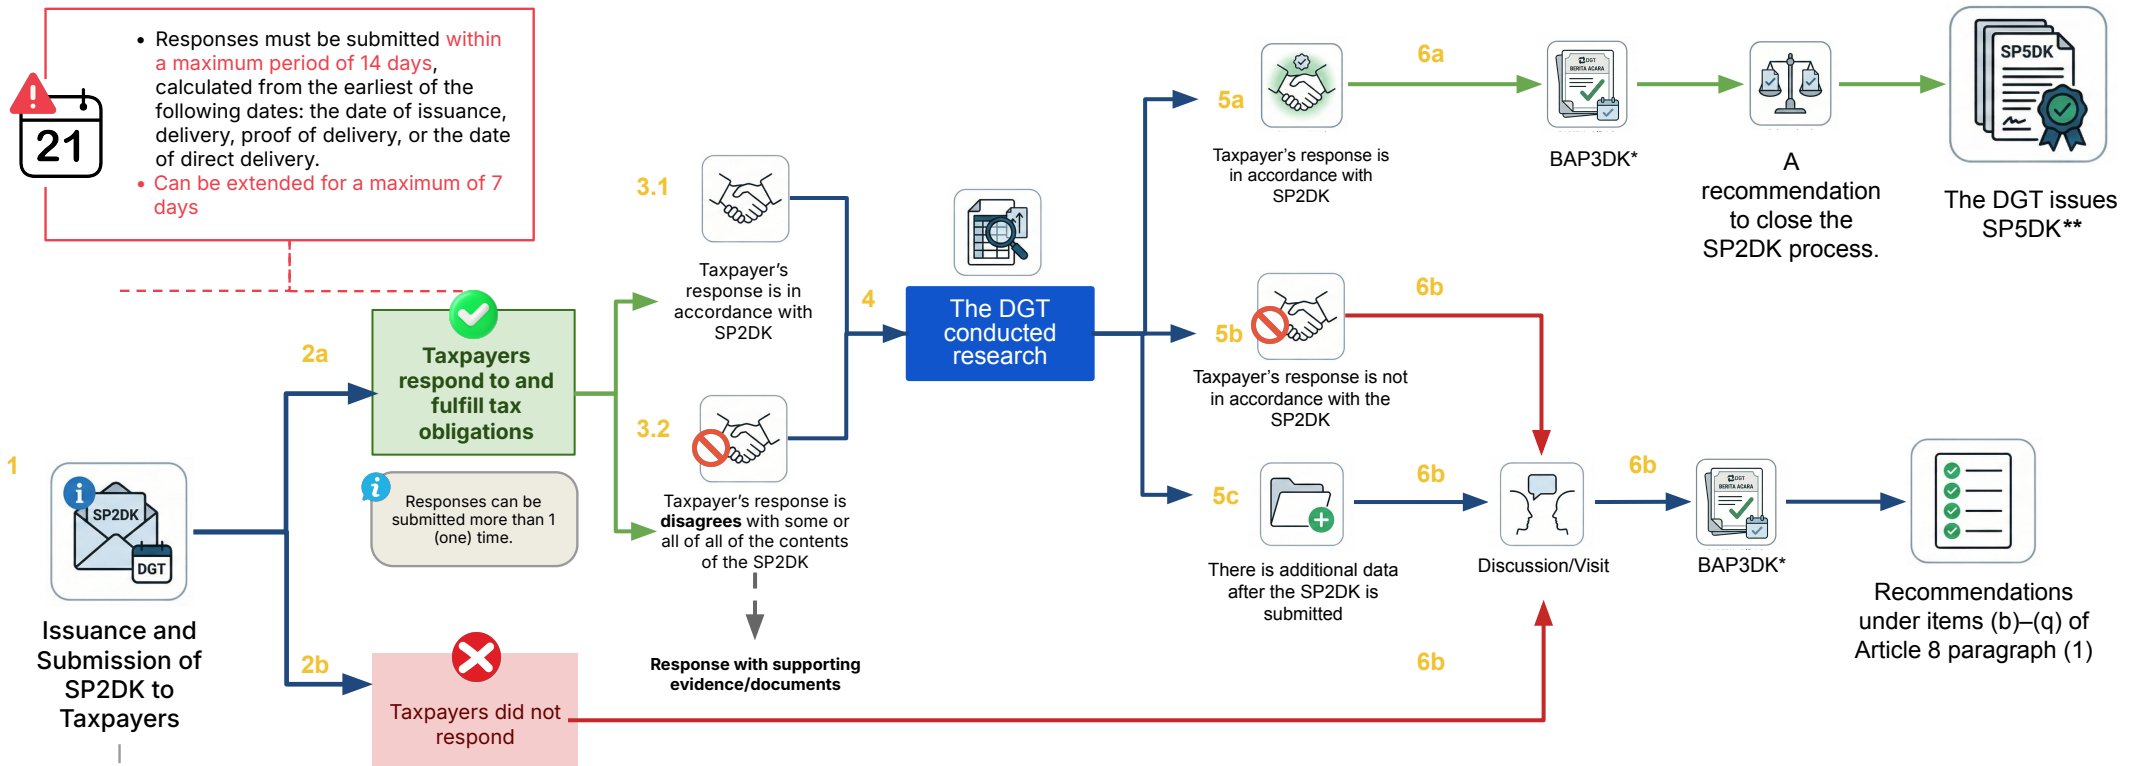 • Responses must be submitted within
a maximum period of 14 days,
calculated from the earliest of the
following dates: the date of issuance,
delivery, proof of delivery, or the date
of direct delivery.
• Can be extended for a maximum of 7
days
21
1
SP2DK
DGT
Issuance and
Submission of
SP2DK to
Taxpayers
2a
Taxpayers
respond to and
fulfill tax
obligations
Responses can be
submitted more than 1
(one) time.
2b
Taxpayers did not
respond
3.1
Taxpayer’s
response is in
accordance with
SP2DK
3.2
Taxpayer’s response is
disagrees with some or
all of all of the contents
of the SP2DK
Response with supporting
evidence/documents
4
The DGT
conducted
research
5a
Taxpayer’s response is
in accordance with
SP2DK
6a
DGT
BERITA ACARA
BAP3DK*
A
recommendation
to close the
SP2DK process.
SP5DK
The DGT issues
SP5DK**
5b
Taxpayer’s response is not
in accordance with the
SP2DK
6b
5c
There is additional data
after the SP2DK is
submitted
6b
Discussion/Visit
6b
6b
DGT
BERITA ACARA
BAP3DK*
Recommendations
under items (b)–(q) of
Article 8 paragraph (1)